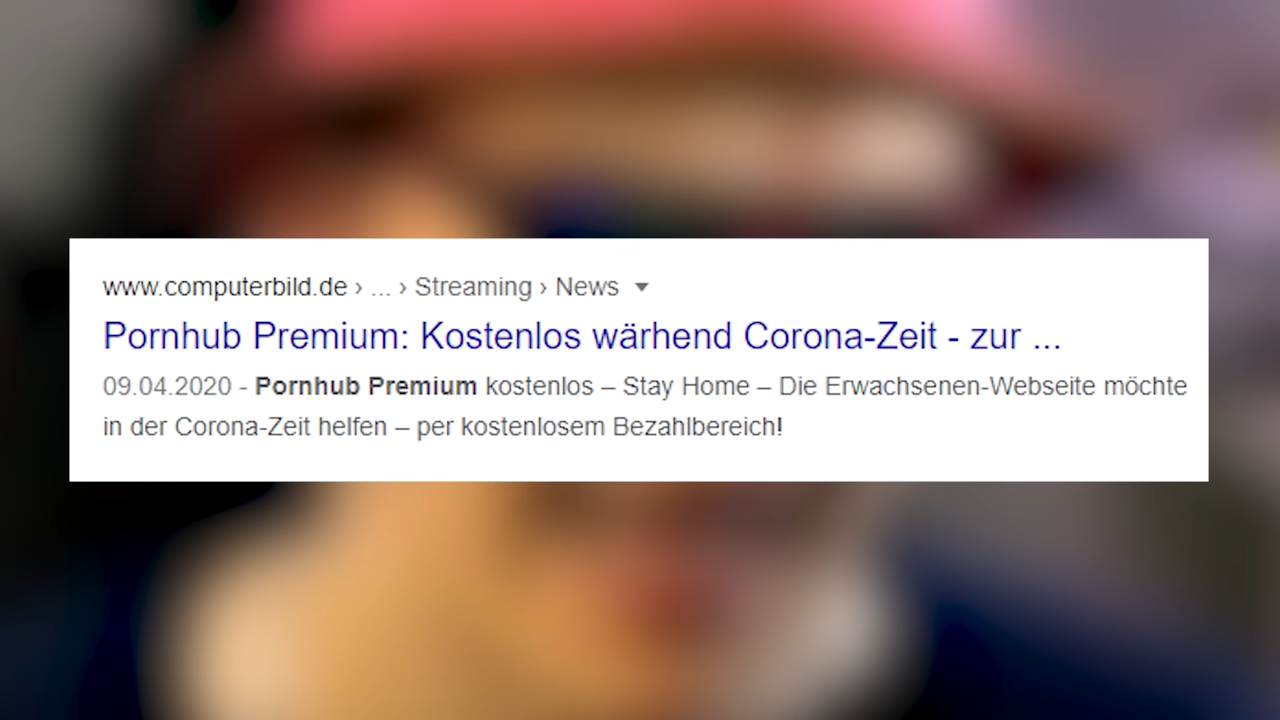 www.computerbild.de › ... › Streaming › News
Pornhub Premium: Kostenlos wärhend Corona-Zeit - zur ...
09.04.2020 - Pornhub Premium kostenlos – Stay Home – Die Erwachsenen-Webseite möchte
in der Corona-Zeit helfen – per kostenlosem Bezahlbereich!